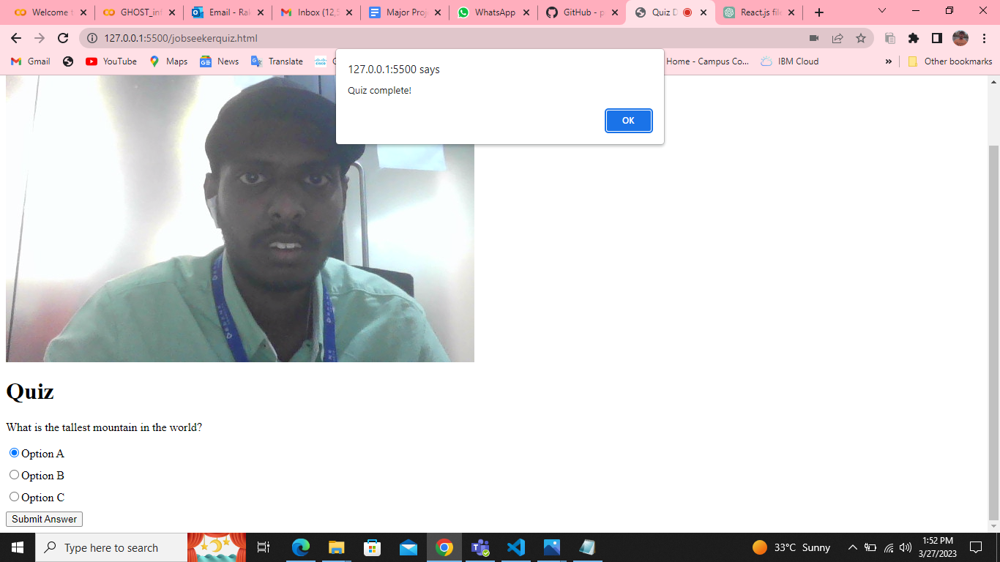 Welcome t
GHOST_inf
Email - Ral
Inbox (12,5
Major Proj
WhatsApp
GitHub - p
Quiz D
React.js file
127.0.0.1:5500/jobseekerquiz.html
Gmail
YouTube
Maps
News
Translate
Home - Campus Co...
IBM Cloud
»
Other bookmarks
127.0.0.1:5500 says
Quiz complete!
OK
Quiz
What is the tallest mountain in the world?
Option A
Option B
Option C
Submit Answer
Type here to search
33°C Sunny
1:52 PM
3/27/2023